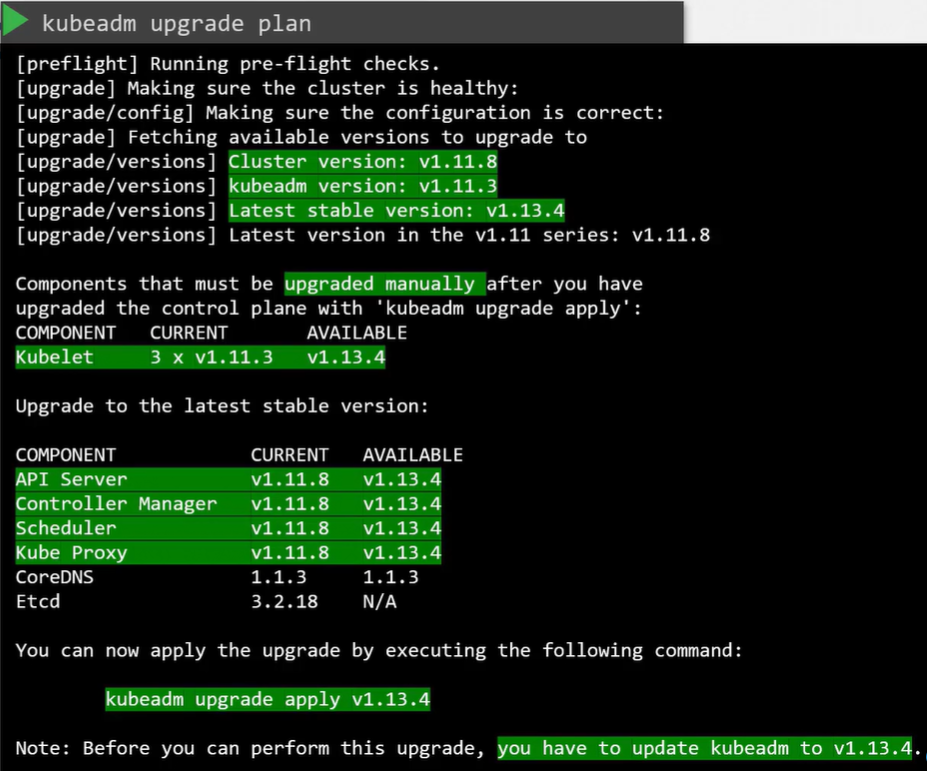 kubeadm upgrade plan
[preflight] Running pre-flight checks.
[upgrade] Making sure the cluster is healthy:
[upgrade/config] Making sure the configuration is correct:
[upgrade] Fetching available versions to upgrade to
[upgrade/versions] Cluster version: v1.11.8
[upgrade/versions] kubeadm version: v1.11.3
[upgrade/versions] Latest stable version: v1.13.4
[upgrade/versions] Latest version in the v1.11 series: v1.11.8
Components that must be upgraded manually after you have
upgraded the control plane with 'kubeadm upgrade apply':
COMPONENT CURRENT AVAILABLE
Kubelet 3 x v1.11.3 v1.13.4
Upgrade to the latest stable version:
COMPONENT CURRENT AVAILABLE
API Server v1.11.8 v1.13.4
Controller Manager v1.11.8 v1.13.4
Scheduler v1.11.8 v1.13.4
Kube Proxy v1.11.8 v1.13.4
CoreDNS 1.1.3 1.1.3
Etcd 3.2.18 N/A
You can now apply the upgrade by executing the following command:
kubeadm upgrade apply v1.13.4
Note: Before you can perform this upgrade, you have to update kubeadm to v1.13.4.